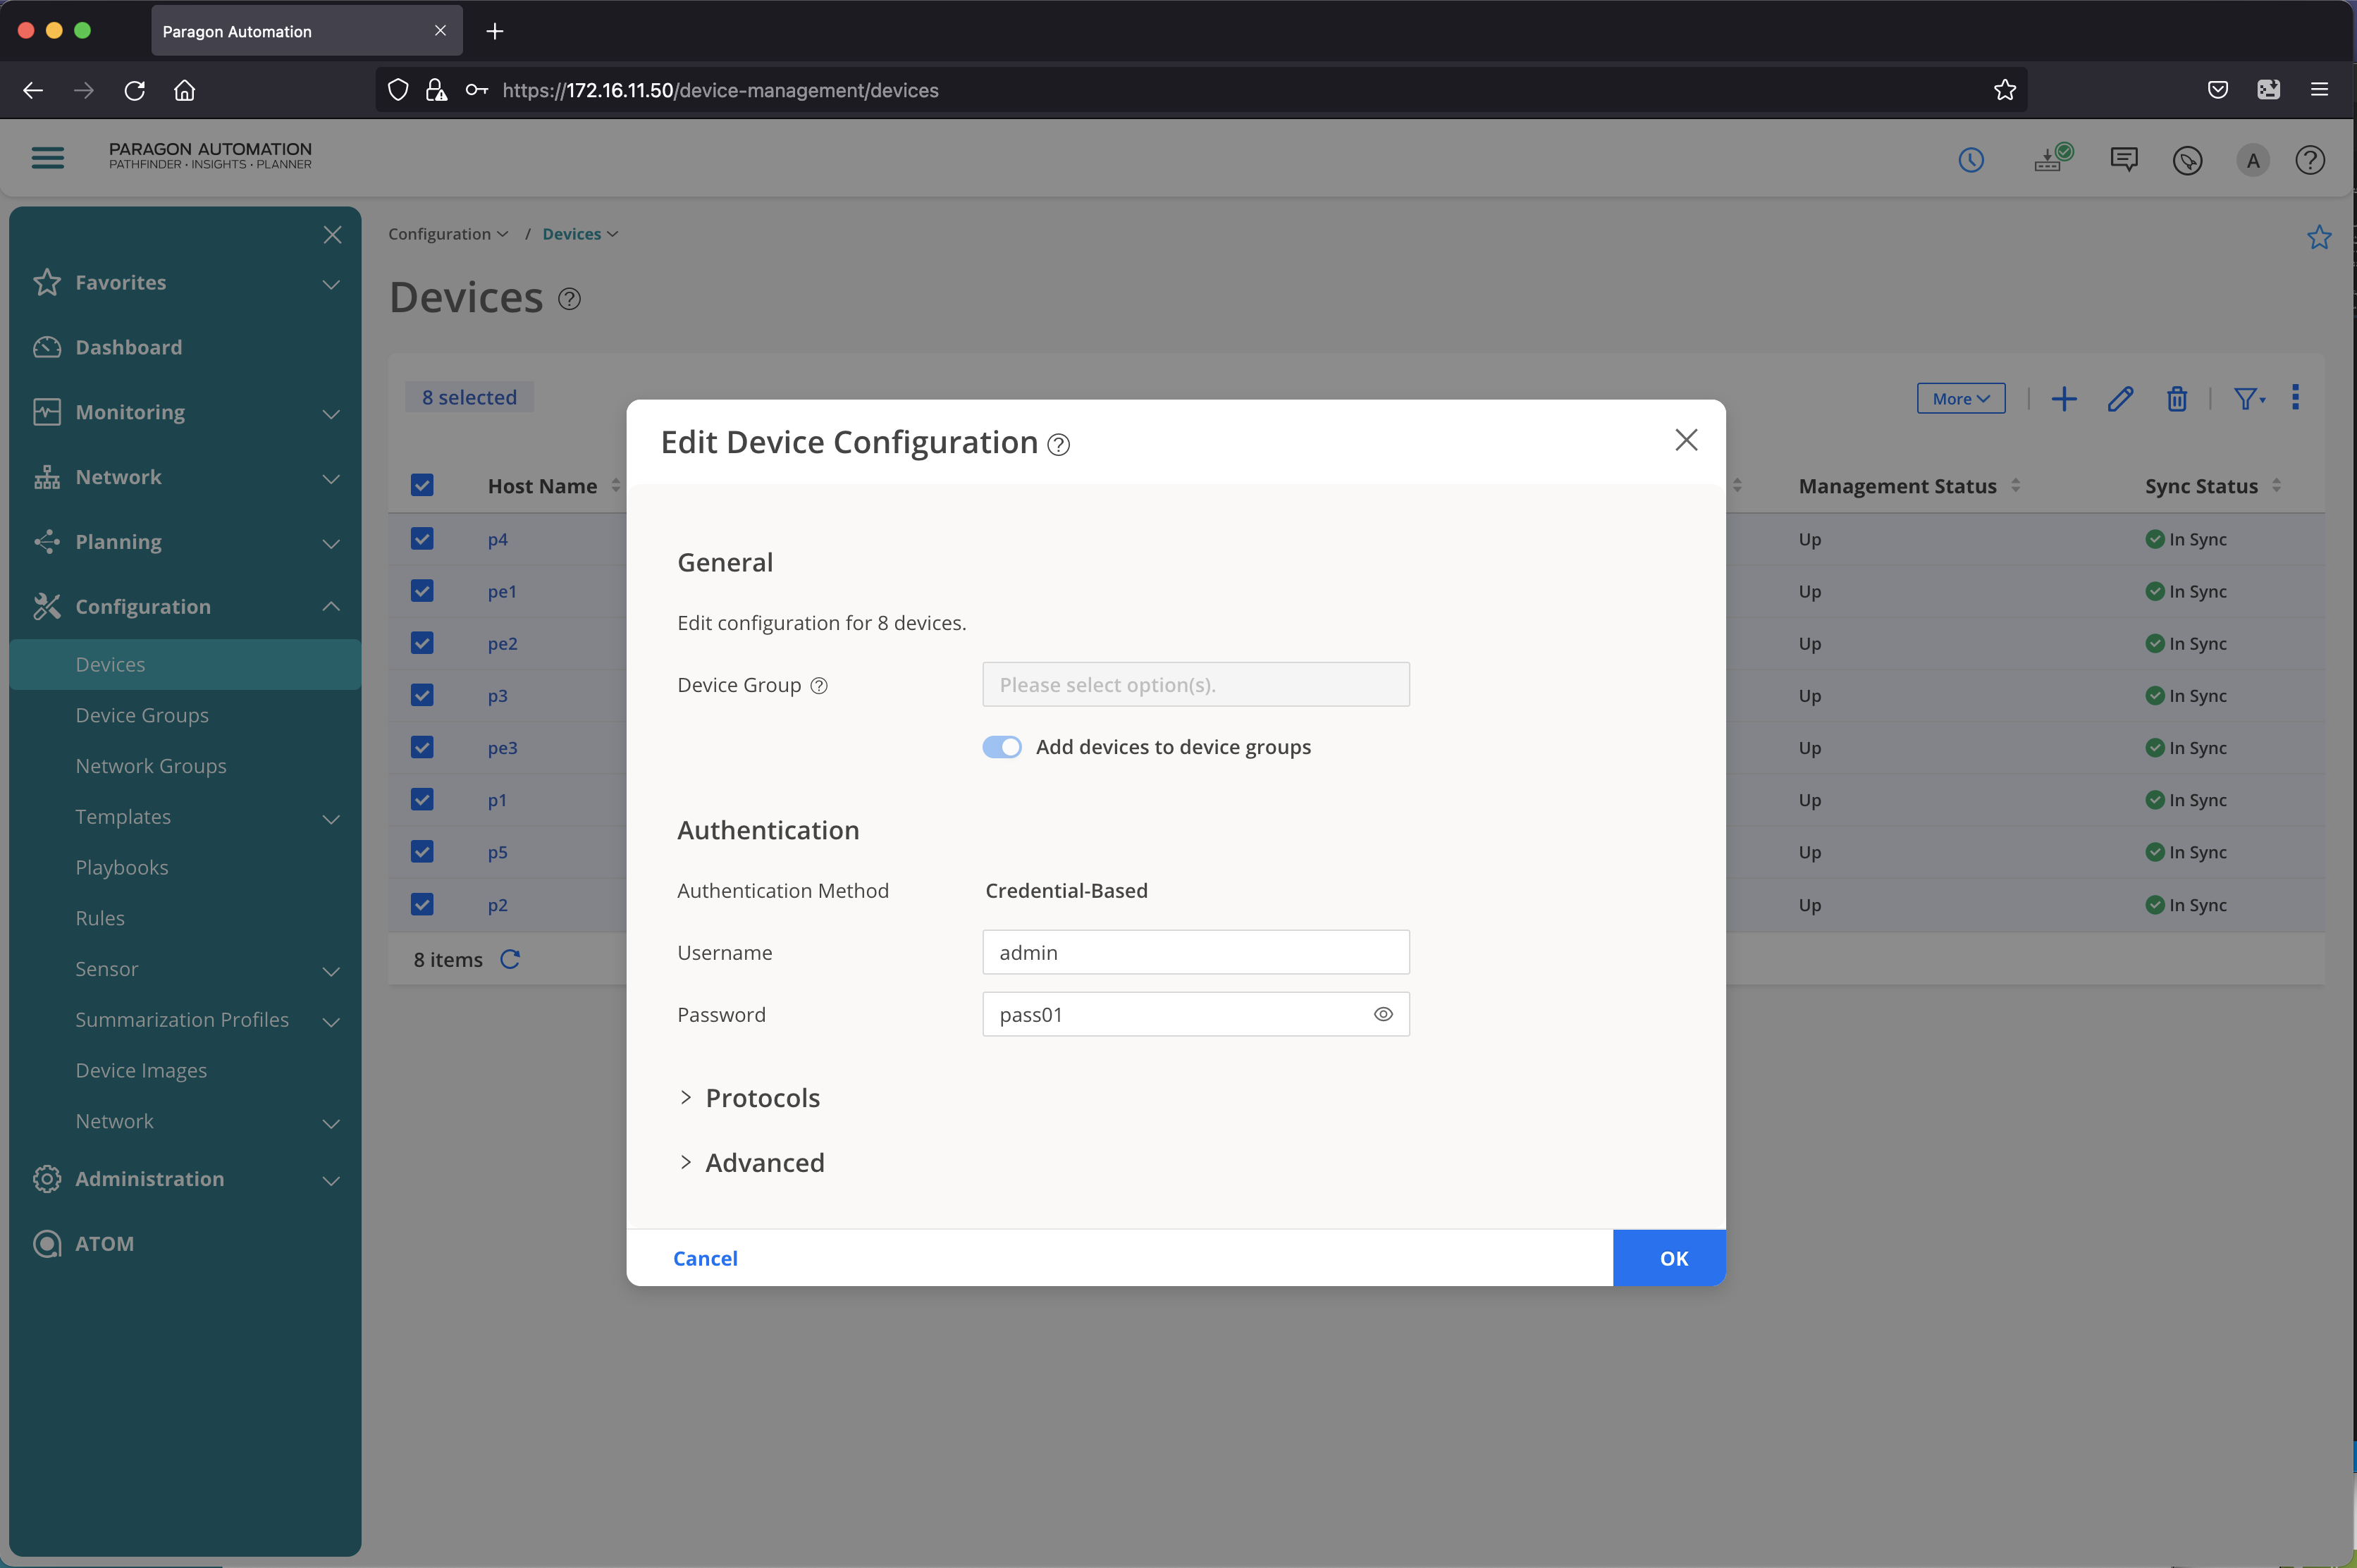 Paragon Automation
https://172.16.11.50/device-management/devices
PARAGON AUTOMATION
PATHFINDER · INSIGHTS · PLANNER
A
Favorites
Dashboard
Monitoring
Network
Planning
Configuration
Devices
Device Groups
Network Groups
Templates
Playbooks
Rules
Sensor
Summarization Profiles
Device Images
Network
Administration
ATOM
Configuration / Devices
Devices
8 selected
More
Host Name Management Status Sync Status
p4 Up In Sync
pe1 Up In Sync
pe2 Up In Sync
p3 Up In Sync
pe3 Up In Sync
p1 Up In Sync
p5 Up In Sync
p2 Up In Sync
8 items
Edit Device Configuration
General
Edit configuration for 8 devices.
Device Group Please select option(s).
Add devices to device groups
Authentication
Authentication Method Credential-Based
Username admin
Password pass01
Protocols
Advanced
Cancel OK